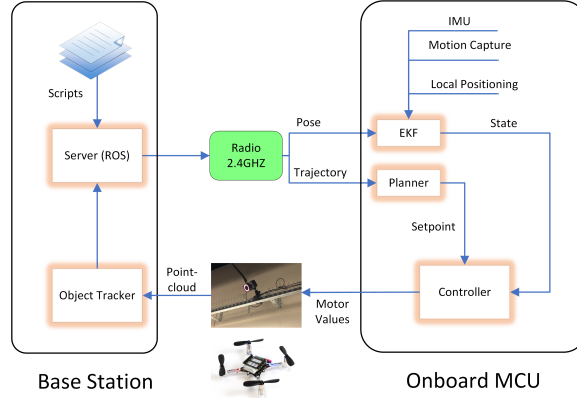 IMU
Motion Capture
Local Positioning
Scripts
Server (ROS)
Radio
2.4GHZ
Pose
Trajectory
EKF
State
Planner
Setpoint
Controller
Motor
Values
Point-
cloud
Object Tracker
Base Station
Onboard MCU